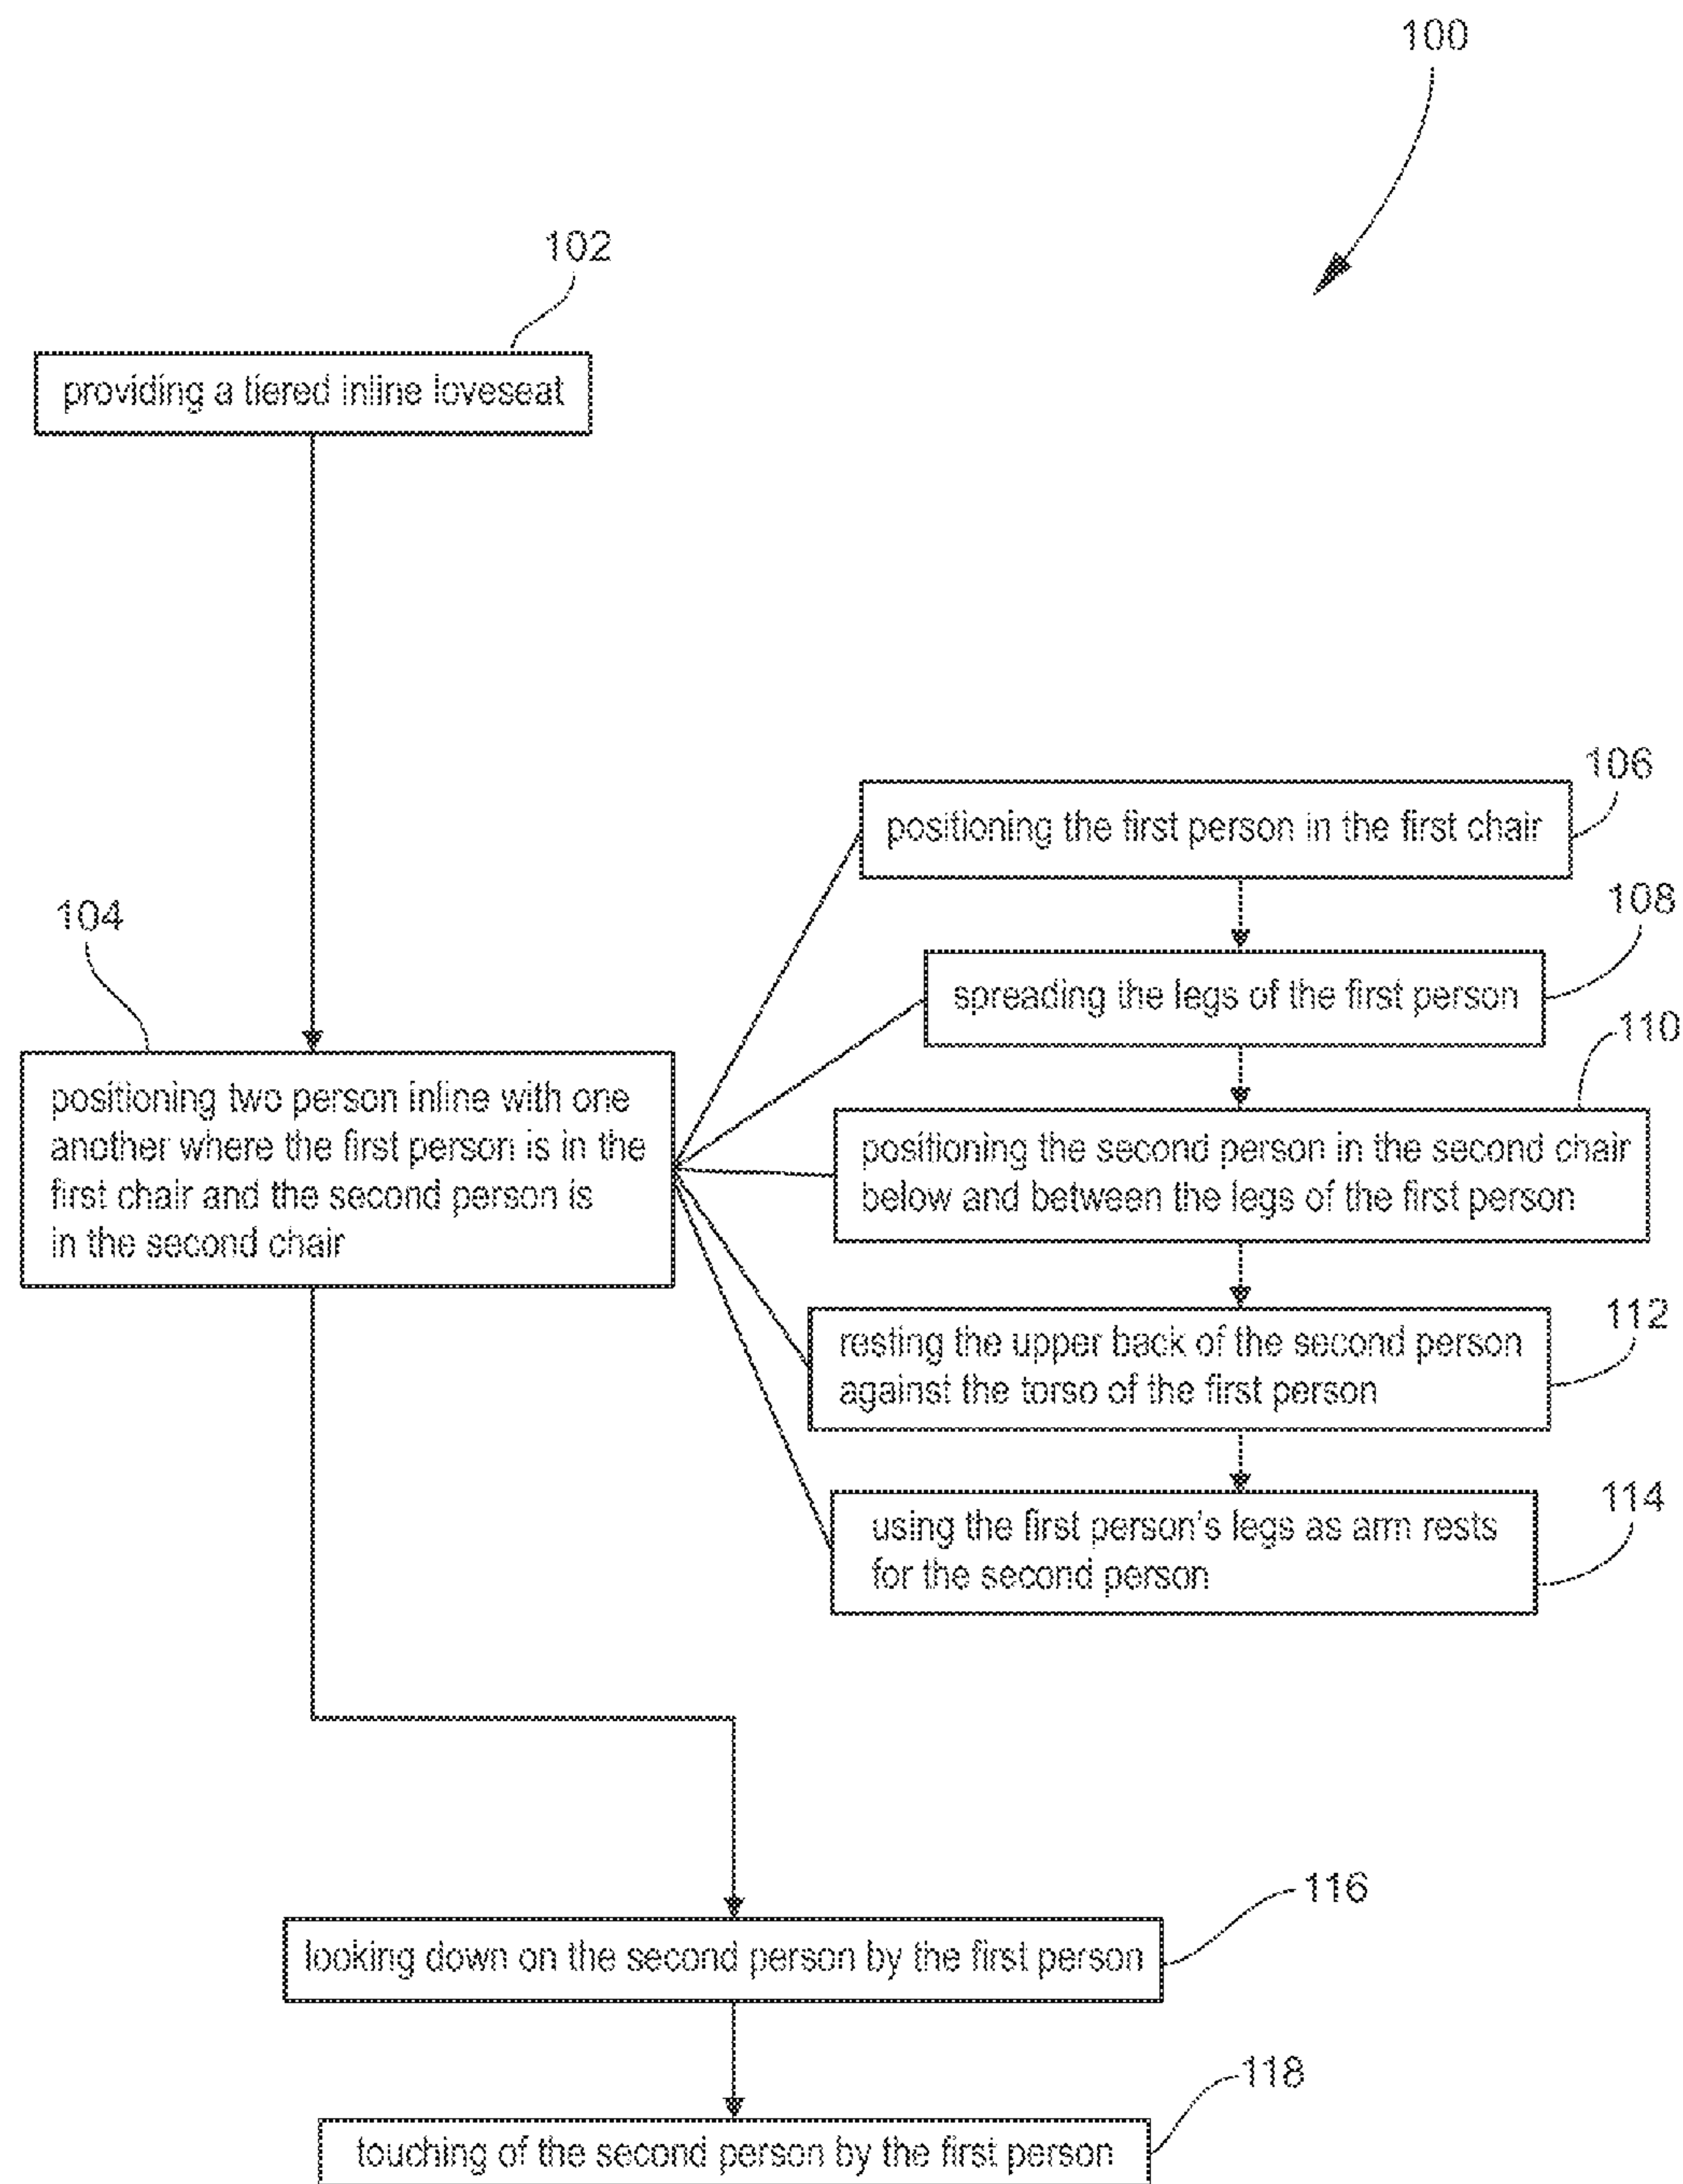 100
102
providing a tiered inline loveseat
104
positioning two person inline with one
another where the first person is in the
first chair and the second person is
in the second chair
106
positioning the first person in the first chair
108
spreading the legs of the first person
110
positioning the second person in the second chair
below and between the legs of the first person
112
resting the upper back of the second person
against the torso of the first person
114
using the first person's legs as arm rests
for the second person
116
looking down on the second person by the first person
118
touching of the second person by the first person